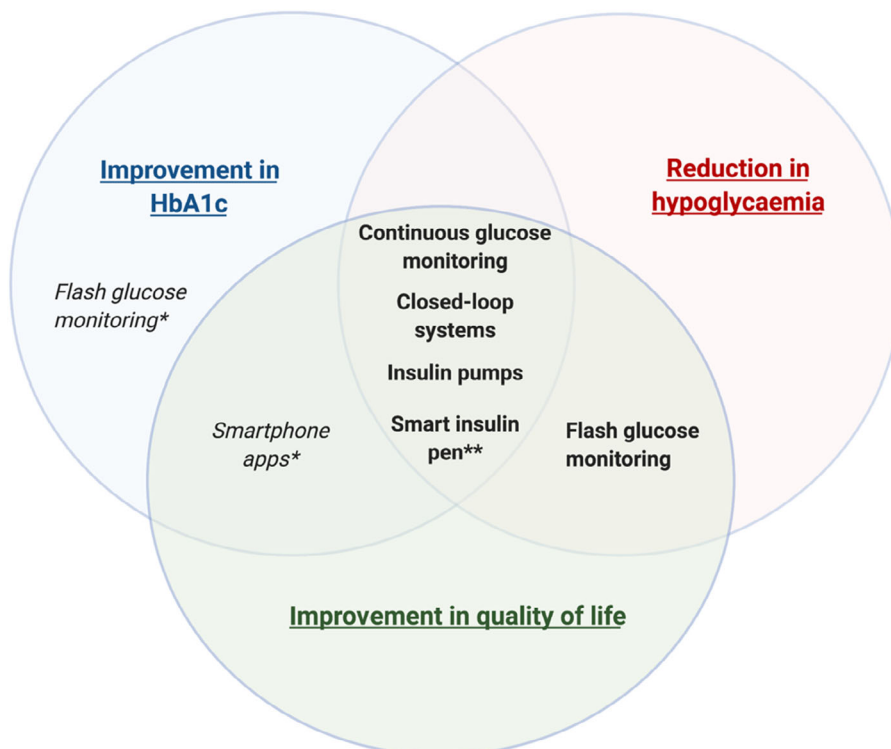 Improvement in
HbA1c
Reduction in
hypoglycaemia
Continuous glucose
monitoring
Flash glucose
monitoring*
Closed-loop
systems
Insulin pumps
Smartphone
apps*
Smart insulin
pen**
Flash glucose
monitoring
Improvement in quality of life